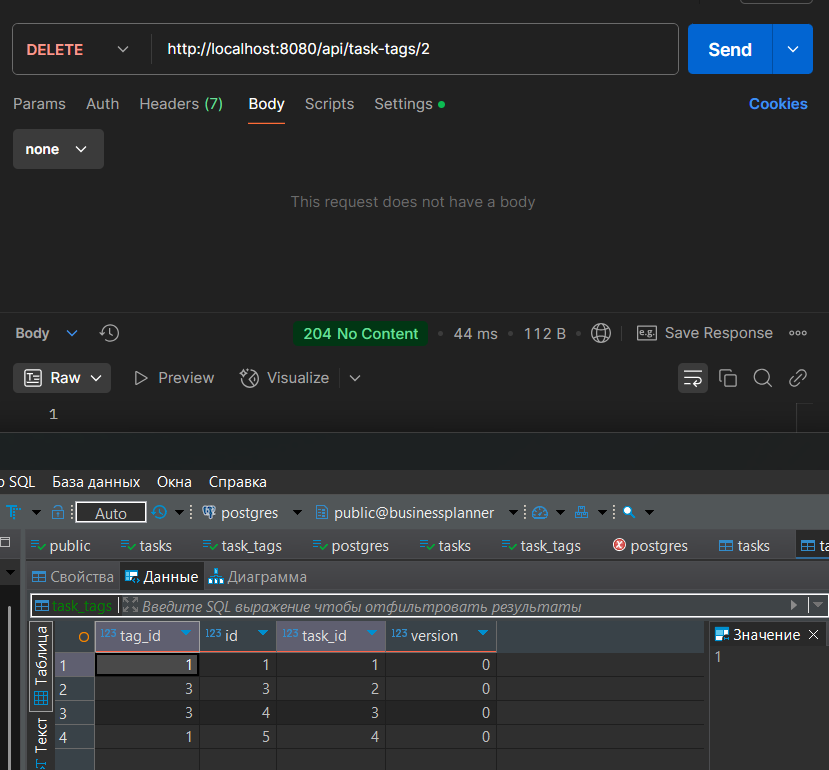 DELETE http://localhost:8080/api/task-tags/2 Send
Params Auth Headers (7) Body Scripts Settings Cookies
none
This request does not have a body
Body 204 No Content 44 ms 112 B e.g. Save Response
Raw Preview Visualize
1
SQL База данных Окна Справка
Auto postgres public@businessplanner
public tasks task_tags postgres tasks task_tags postgres tasks
Свойства Данные Диаграмма
task_tags Введите SQL выражение чтобы отфильтровать результаты
Таблица
Текст
123 tag_id 123 id 123 task_id 123 version
1 1 1 1 0
2 3 3 2 0
3 3 4 3 0
4 1 5 4 0
Значение
1